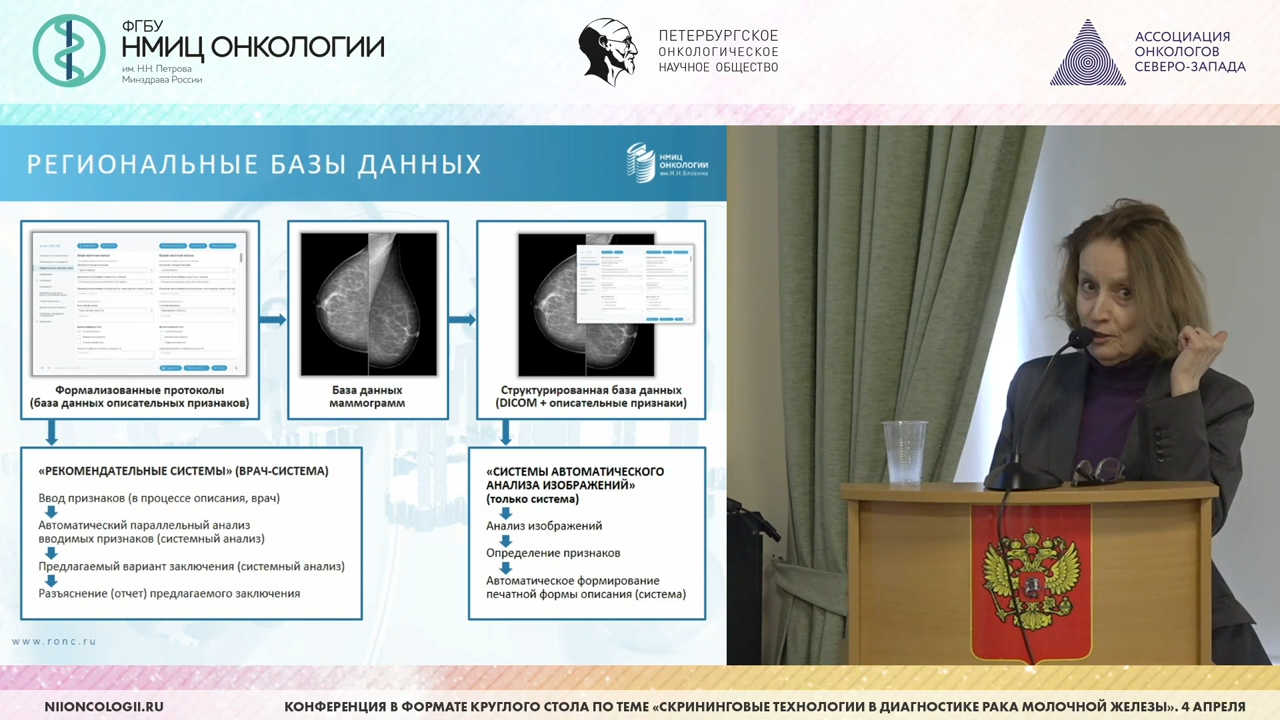 ФГБУ
НМИЦ ОНКОЛОГИИ
им. Н.Н. Петрова
Минздрава России
ПЕТЕРБУРГСКОЕ
ОНКОЛОГИЧЕСКОЕ
НАУЧНОЕ ОБЩЕСТВО
АССОЦИАЦИЯ
ОНКОЛОГОВ
СЕВЕРО-ЗАПАДА
РЕГИОНАЛЬНЫЕ БАЗЫ ДАННЫХ
НМИЦ
ОНКОЛОГИИ
им. Н.Н. Блохина
Формализованные протоколы
(база данных описательных признаков)
База данных
маммограмм
Структурированная база данных
(DICOM + описательные признаки)
«РЕКОМЕНДАТЕЛЬНЫЕ СИСТЕМЫ» (ВРАЧ-СИСТЕМА)
Ввод признаков (в процессе описания, врач)
Автоматический параллельный анализ
вводимых признаков (системный анализ)
Предлагаемый вариант заключения (системный анализ)
Разъяснение (отчет) предлагаемого заключения
«СИСТЕМЫ АВТОМАТИЧЕСКОГО
АНАЛИЗА ИЗОБРАЖЕНИЙ»
(только система)
Анализ изображений
Определение признаков
Автоматическое формирование
печатной формы описания (система)
www.ronc.ru
NIIONCOLOGII.RU
КОНФЕРЕНЦИЯ В ФОРМАТЕ КРУГЛОГО СТОЛА ПО ТЕМЕ «СКРИНИНГОВЫЕ ТЕХНОЛОГИИ В ДИАГНОСТИКЕ РАКА МОЛОЧНОЙ ЖЕЛЕЗЫ». 4 АПРЕЛЯ